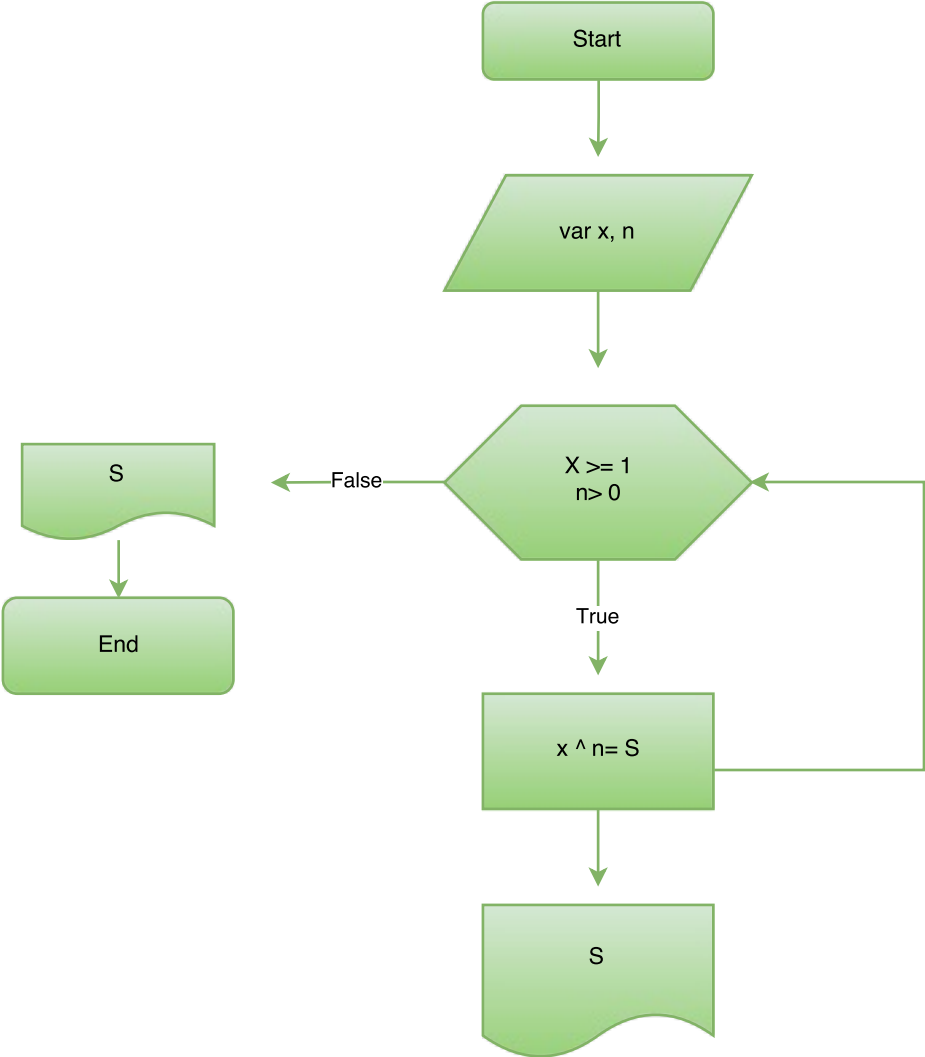 Start
var x, n
X >= 1
n> 0
False
S
End
True
x ^ n= S
S